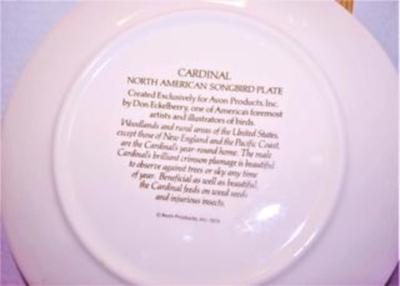 CARDINAL
NORTH AMERICAN SONGBIRD PLATE
Created Exclusively for Avon Products, Inc.
by Don Eckelberry, one of America's foremost
artists and illustrators of birds.
Woodlands and rural areas of the United States,
except those of New England and the Pacific Coast,
are the Cardinal's year-round home. The male
Cardinal's brilliant crimson plumage is beautiful
to observe against trees or sky any time
of year. Beneficial as well as beautiful,
the Cardinal feeds on weed seeds
and injurious insects.
© Avon Products, Inc.